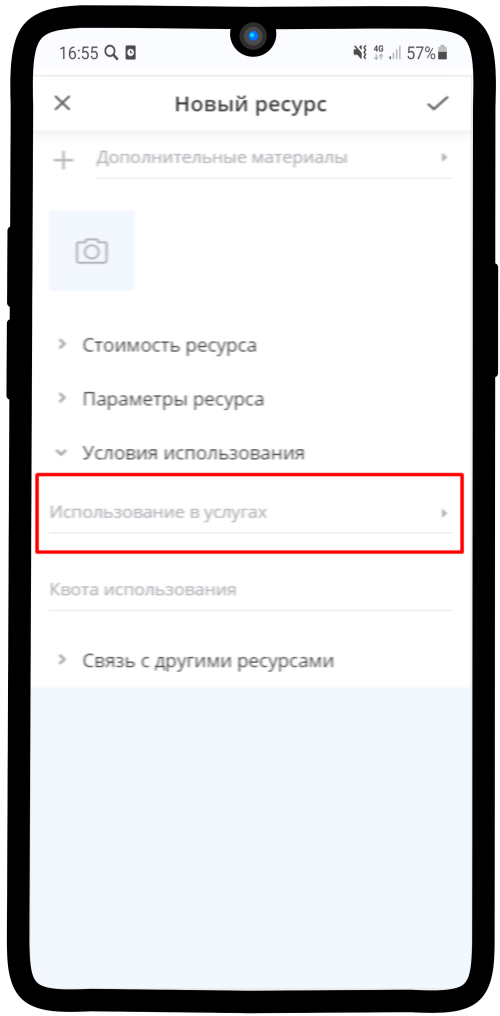 16:55 4G 57%
Новый ресурс
Дополнительные материалы
Стоимость ресурса
Параметры ресурса
Условия использования
Использование в услугах
Квота использования
Связь с другими ресурсами